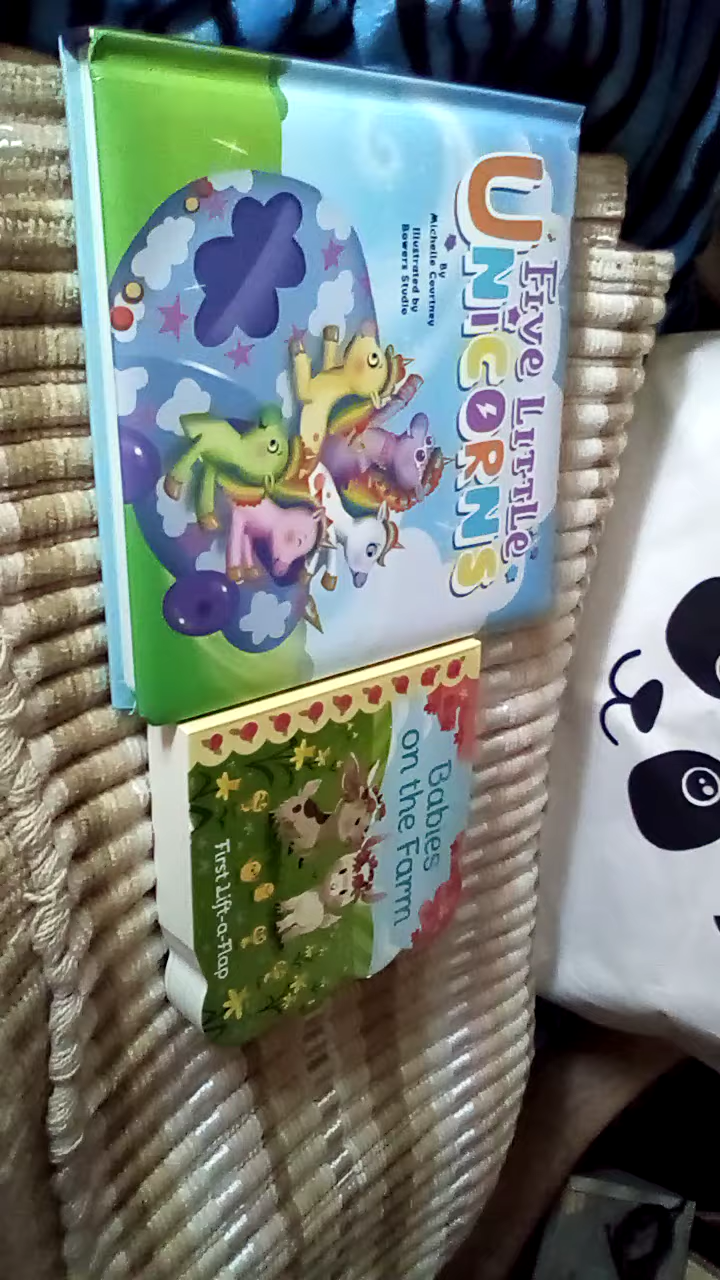 Five Little
UNICORNS
By
Michelle Courtney
Illustrated by
Bowers Studio
Babies
on the Farm
First Lift-a-Flap